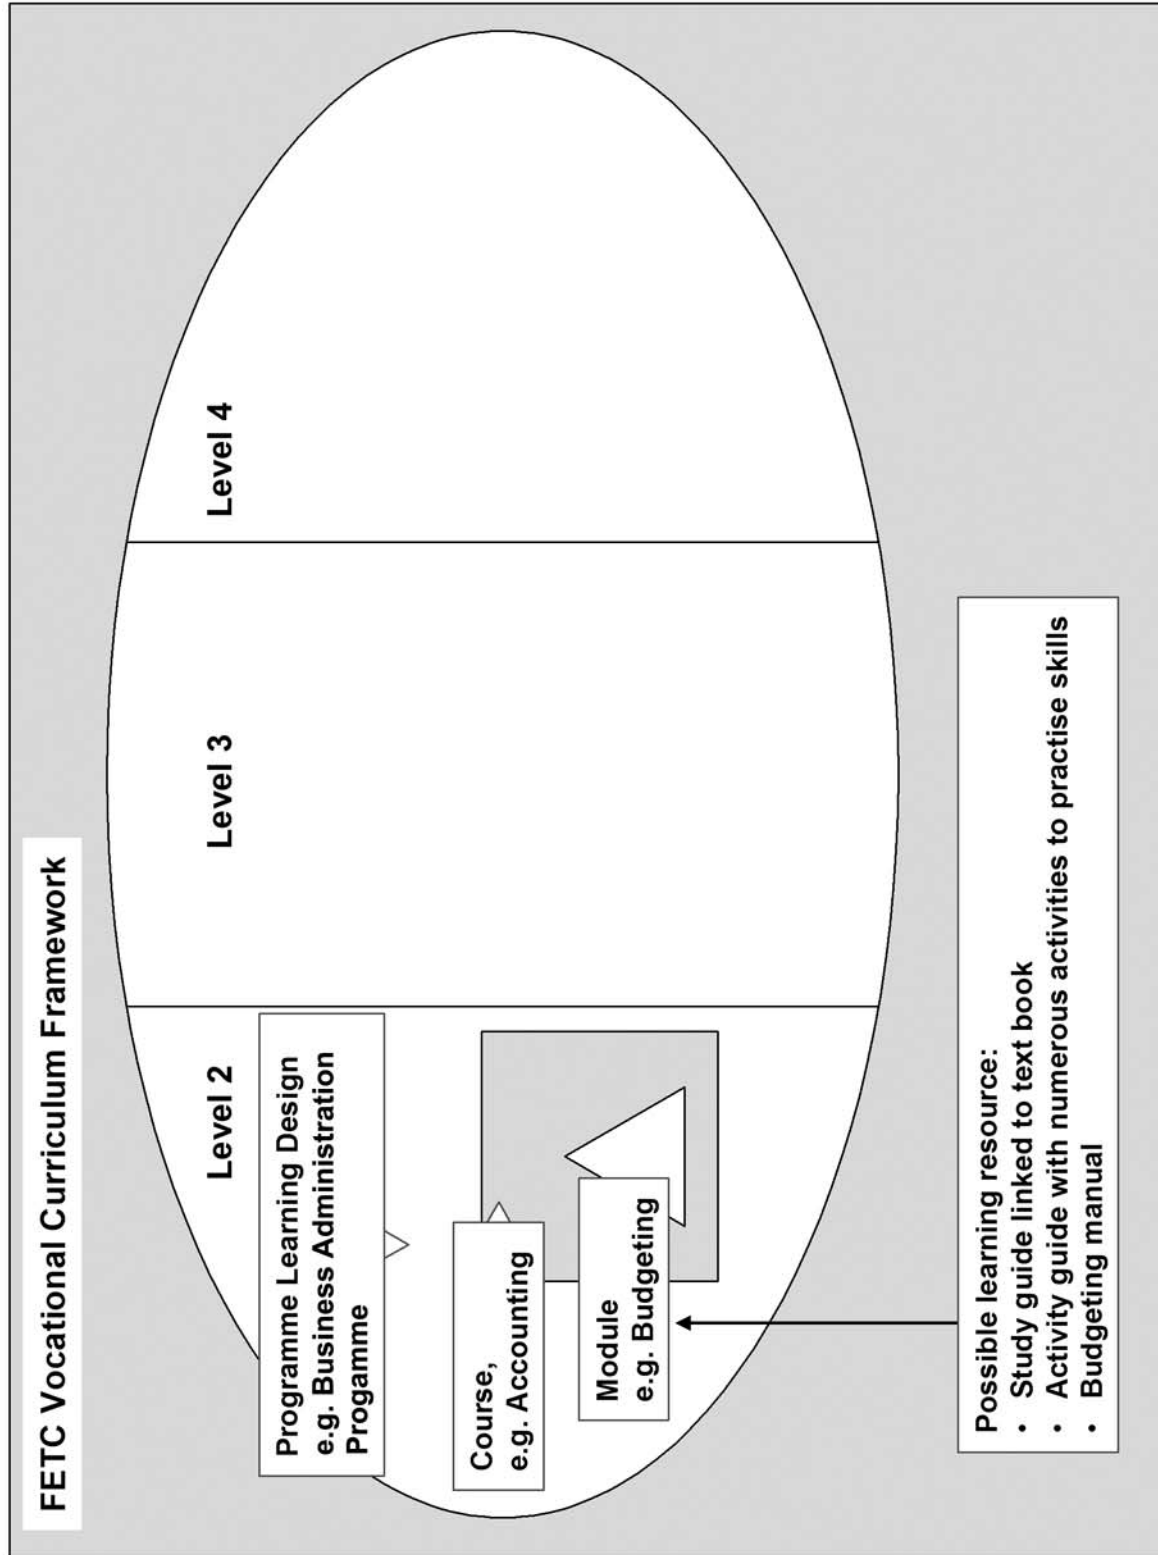 FETC Vocational Curriculum Framework
Level 2
Level 3
Level 4
Programme Learning Design
e.g. Business Administration
Progamme
Course,
e.g. Accounting
Module
e.g. Budgeting
Possible learning resource:
• Study guide linked to text book
• Activity guide with numerous activities to practise skills
• Budgeting manual